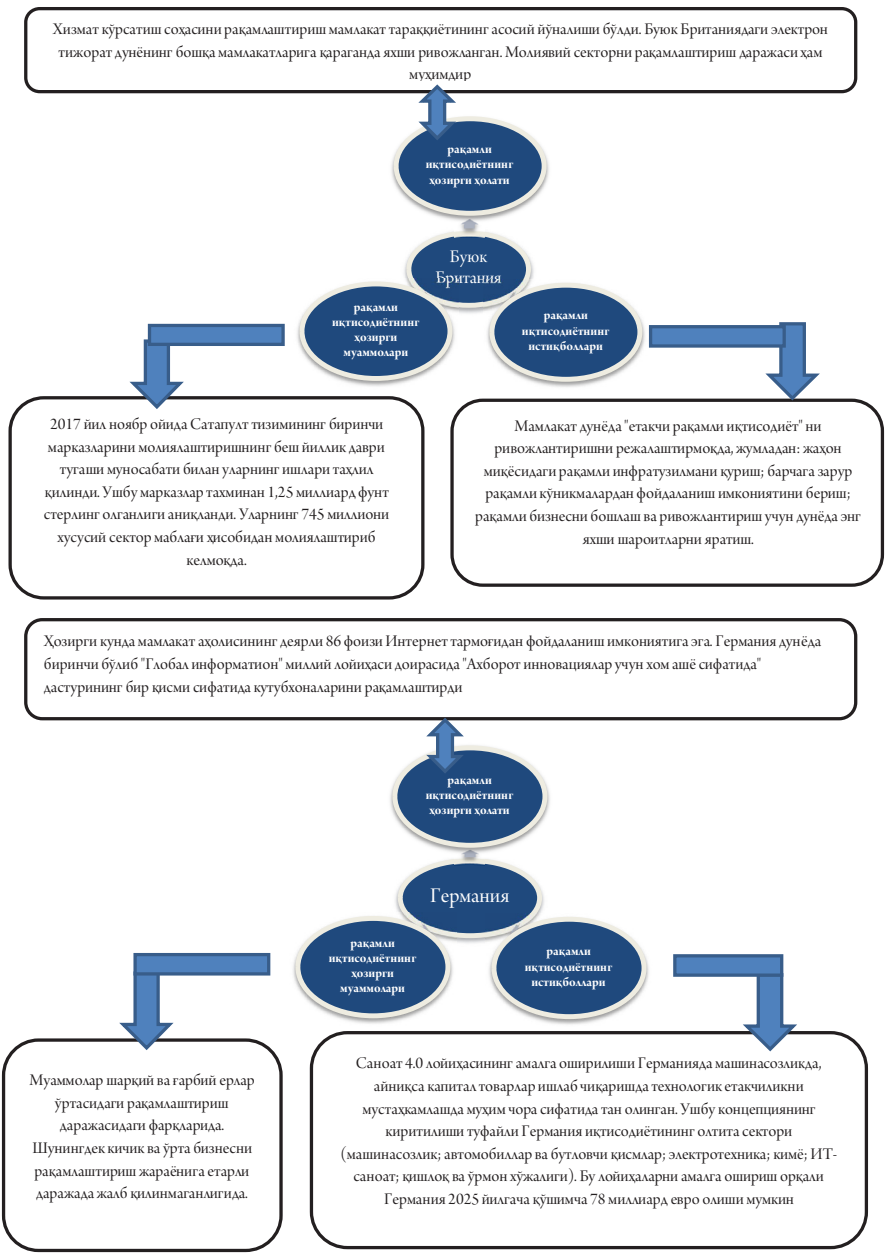 Хизмат кўрсатиш соҳасини рақамлаштириш мамлакат тараққиётининг асосий йўналиши бўлди. Буюк Британиядаги электрон
тижорат дунёнинг бошқа мамлакатларига қараганда яхши ривожланган. Молиявий секторни рақамлаштириш даражаси ҳам
муҳимдир
рақамли
иқтисодиётнинг
ҳозирги ҳолати
Буюк
Британия
рақамли
иқтисодиётнинг
ҳозирги
муаммолари
рақамли
иқтисодиётнинг
истиқболлари
2017 йил ноябр ойида Сатапулт тизимининг биринчи
марказларини молиялаштиришнинг беш йиллик даври
тугаши муносабати билан уларнинг ишлари таҳлил
қилинди. Ушбу марказлар тахминан 1,25 миллиард фунт
стерлинг олганлиги аниқланди. Уларнинг 745 миллиони
хусусий сектор маблағи ҳисобидан молиялаштириб
келмоқда.
Мамлакат дунёда "етакчи рақамли иқтисодиёт" ни
ривожлантиришни режалаштирмоқда, жумладан: жаҳон
миқёсидаги рақамли инфратузилмани қуриш; барчага зарур
рақамли кўникмалардан фойдаланиш имкониятини бериш;
рақамли бизнесни бошлаш ва ривожлантириш учун дунёда энг
яхши шароитларни яратиш.
Ҳозирги кунда мамлакат аҳолисининг деярли 86 фоизи Интернет тармоғидан фойдаланиш имкониятига эга. Германия дунёда
биринчи бўлиб "Глобал информатион" миллий лойиҳаси доирасида "Ахборот инновациялар учун хом ашё сифатида"
дастурининг бир қисми сифатида кутубхоналарини рақамлаштирди
рақамли
иқтисодиётнинг
ҳозирги ҳолати
Германия
рақамли
иқтисодиётнинг
ҳозирги
муаммолари
рақамли
иқтисодиётнинг
истиқболлари
Муаммолар шарқий ва ғарбий ерлар
ўртасидаги рақамлаштириш
даражасидаги фарқларида.
Шунингдек кичик ва ўрта бизнесни
рақамлаштириш жараёнига етарли
даражада жалб қилинмаганлигида.
Саноат 4.0 лойиҳасининг амалга оширилиши Германияда машинасозликда,
айниқса капитал товарлар ишлаб чиқаришда технологик етакчиликни
мустаҳкамлашда муҳим чора сифатида тан олинган. Ушбу концепциянинг
киритилиши туфайли Германия иқтисодиётининг олтита сектори
(машинасозлик; автомобиллар ва бутловчи қисмлар; электротехника; кимё; ИТ-
саноат; қишлоқ ва ўрмон хўжалиги). Бу лойиҳаларни амалга ошириш орқали
Германия 2025 йилгача қўшимча 78 миллиард евро олиши мумкин